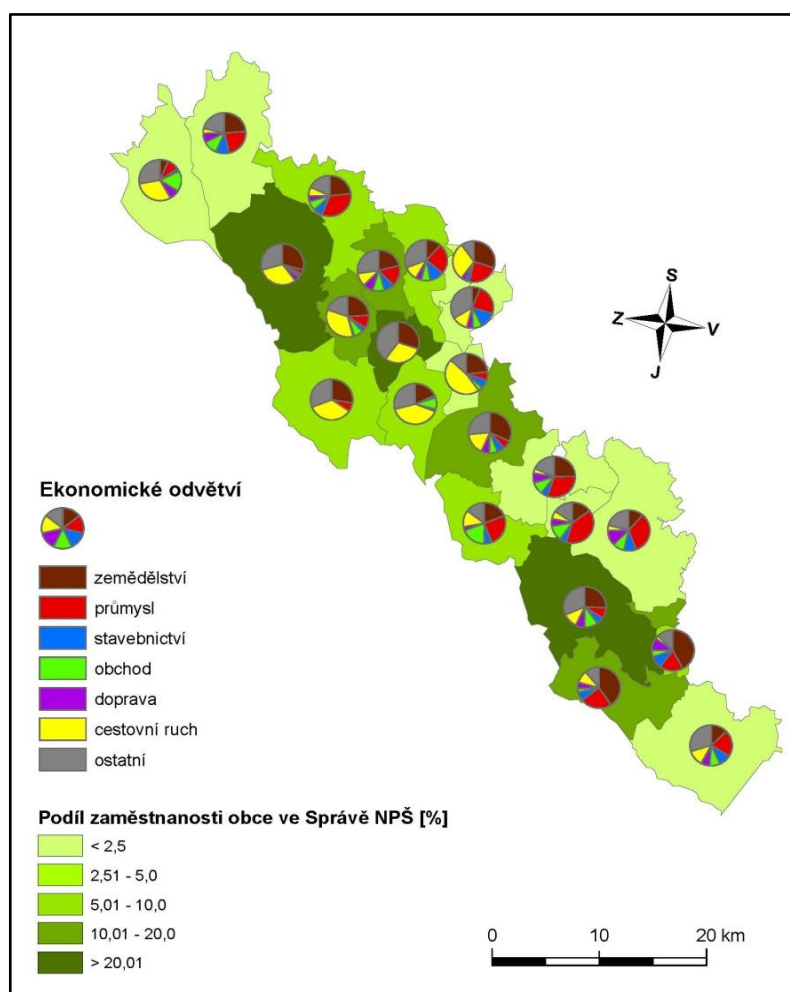 S
Z
V
J
Ekonomické odvětví
zemědělství
průmysl
stavebnictví
obchod
doprava
cestovní ruch
ostatní
Podíl zaměstnanosti obce ve Správě NPŠ [%]
< 2,5
2,51 - 5,0
5,01 - 10,0
10,01 - 20,0
> 20,01
0 10 20 km